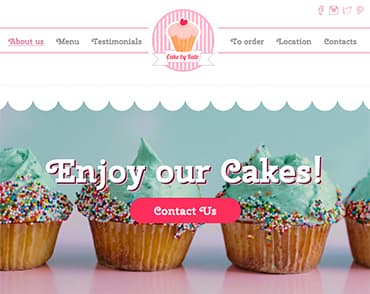 About us Menu Testimonials To order Location Contacts
Cake by Kate
Enjoy our Cakes!
Contact Us